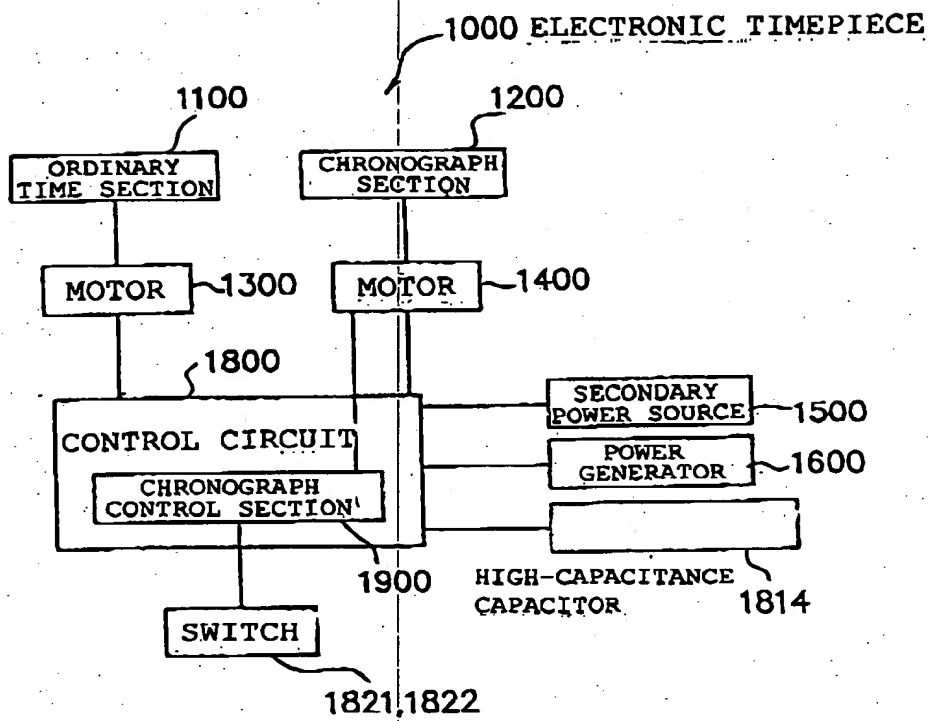 1000 ELECTRONIC TIMEPIECE
1100
1200
ORDINARY
TIME SECTION
CHRONOGRAPH
SECTION
MOTOR
1300
MOTOR
1400
1800
SECONDARY
POWER SOURCE
1500
CONTROL CIRCUIT
POWER
GENERATOR
1600
CHRONOGRAPH
CONTROL SECTION
1900
HIGH-CAPACITANCE
CAPACITOR
1814
SWITCH
1821,1822